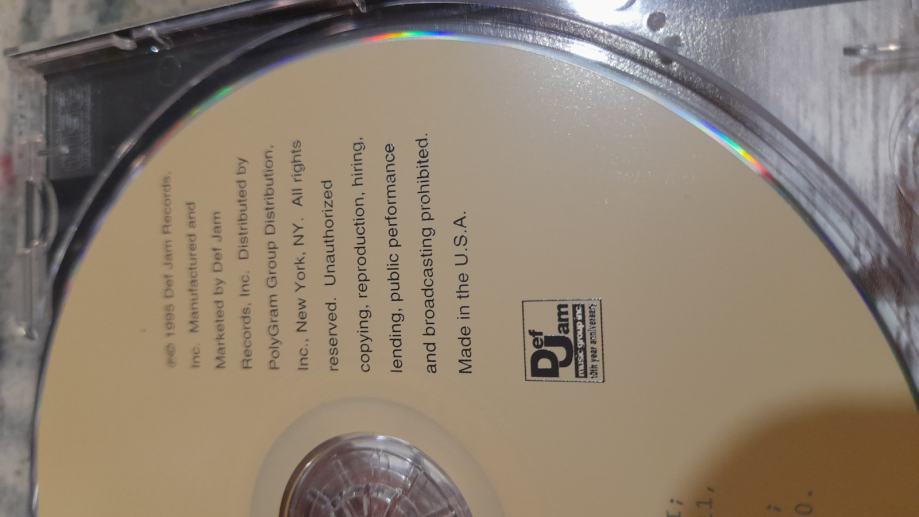 ℗© 1995 Def Jam Records,
Inc. Manufactured and
Marketed by Def Jam
Records, Inc. Distributed by
PolyGram Group Distribution,
Inc., New York, NY. All rights
reserved. Unauthorized
copying, reproduction, hiring,
lending, public performance
and broadcasting prohibited.
Made in the U.S.A.
Def
Jam
music group inc.
10th year anniversary